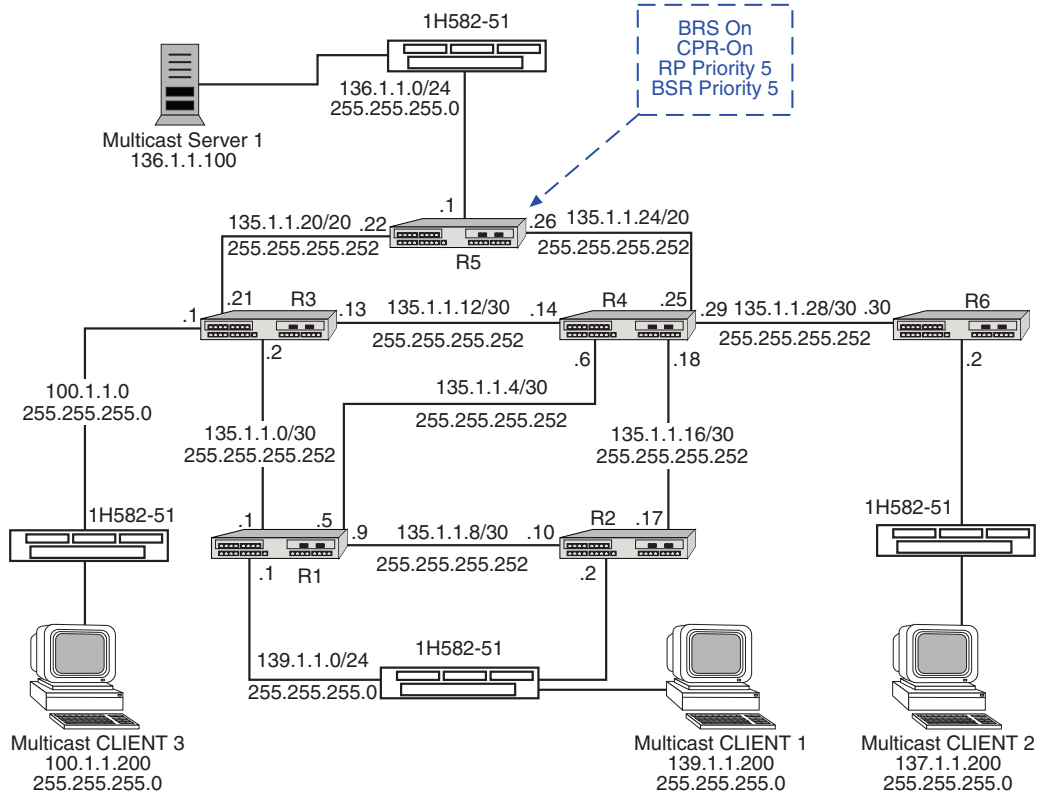 1H582-51
BRS On
CPR-On
RP Priority 5
BSR Priority 5
136.1.1.0/24
255.255.255.0
Multicast Server 1
136.1.1.100
.1
135.1.1.20/20
.22
255.255.255.252
R5
.26
135.1.1.24/20
255.255.255.252
.1
.21
R3
.13
135.1.1.12/30
255.255.255.252
.14
R4
.25
.29
135.1.1.28/30
.30
255.255.255.252
R6
.2
.6
.18
.2
100.1.1.0
255.255.255.0
135.1.1.4/30
255.255.255.252
135.1.1.0/30
255.255.255.252
135.1.1.16/30
255.255.255.252
1H582-51
.1
.5
.9
135.1.1.8/30
255.255.255.252
.10
R2
.17
1H582-51
.1
R1
.2
139.1.1.0/24
255.255.255.0
1H582-51
Multicast CLIENT 3
100.1.1.200
255.255.255.0
Multicast CLIENT 1
139.1.1.200
255.255.255.0
Multicast CLIENT 2
137.1.1.200
255.255.255.0